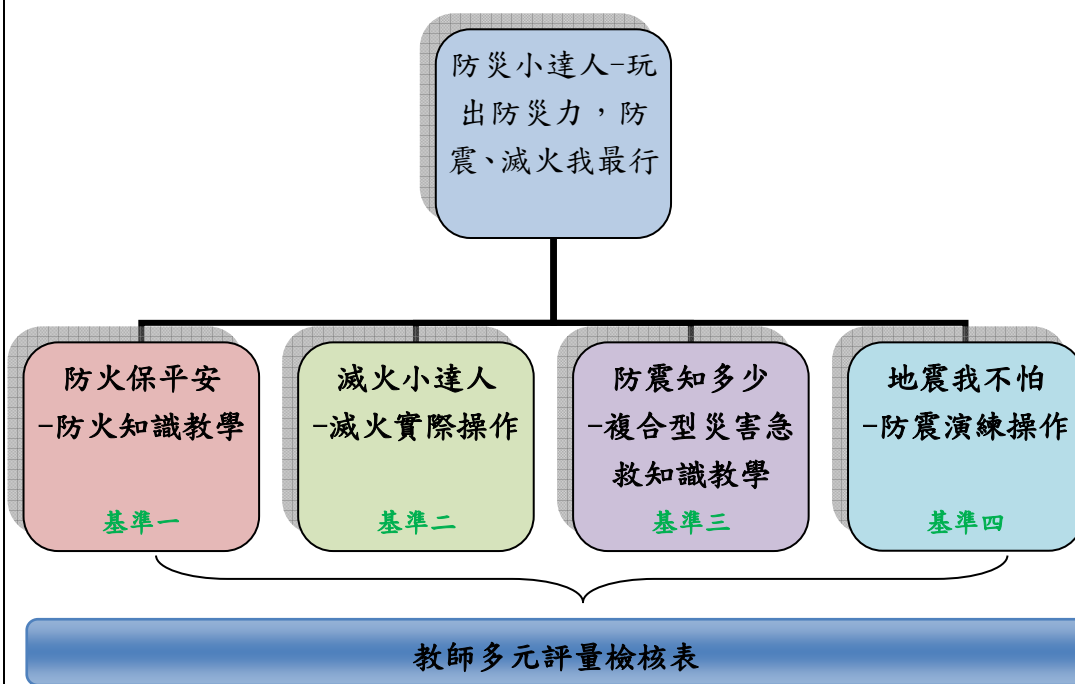 防災小達人-玩
出防災力，防
震、滅火我最行
防火保平安
-防火知識教學
基準一
滅火小達人
-滅火實際操作
基準二
防震知多少
-複合型災害急
救知識教學
基準三
地震我不怕
-防震演練操作
基準四
教師多元評量檢核表